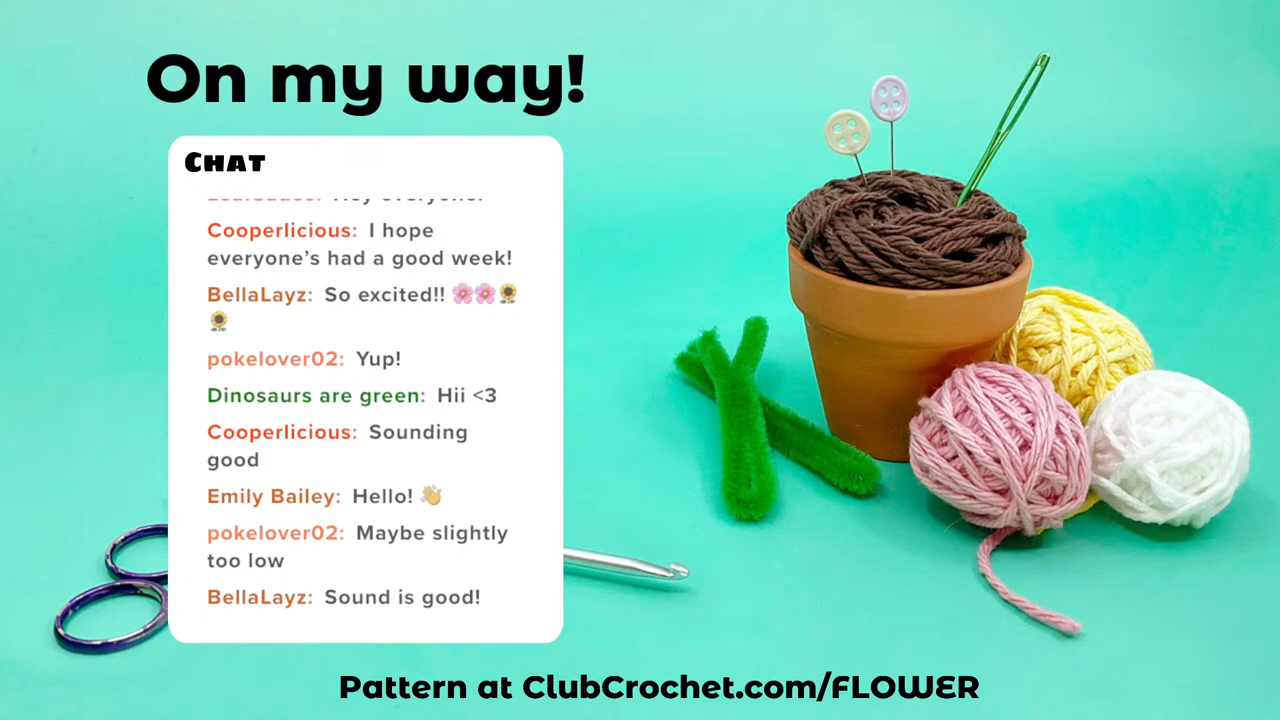 On my way!
CHAT
Cooperlicious: I hope
everyone's had a good week!
BellaLayz: So excited!! 🌸🌸🌻
🌻
pokelover02: Yup!
Dinosaurs are green: Hii <3
Cooperlicious: Sounding
good
Emily Bailey: Hello! 👋
pokelover02: Maybe slightly
too low
BellaLayz: Sound is good!
Pattern at ClubCrochet.com/FLOWER